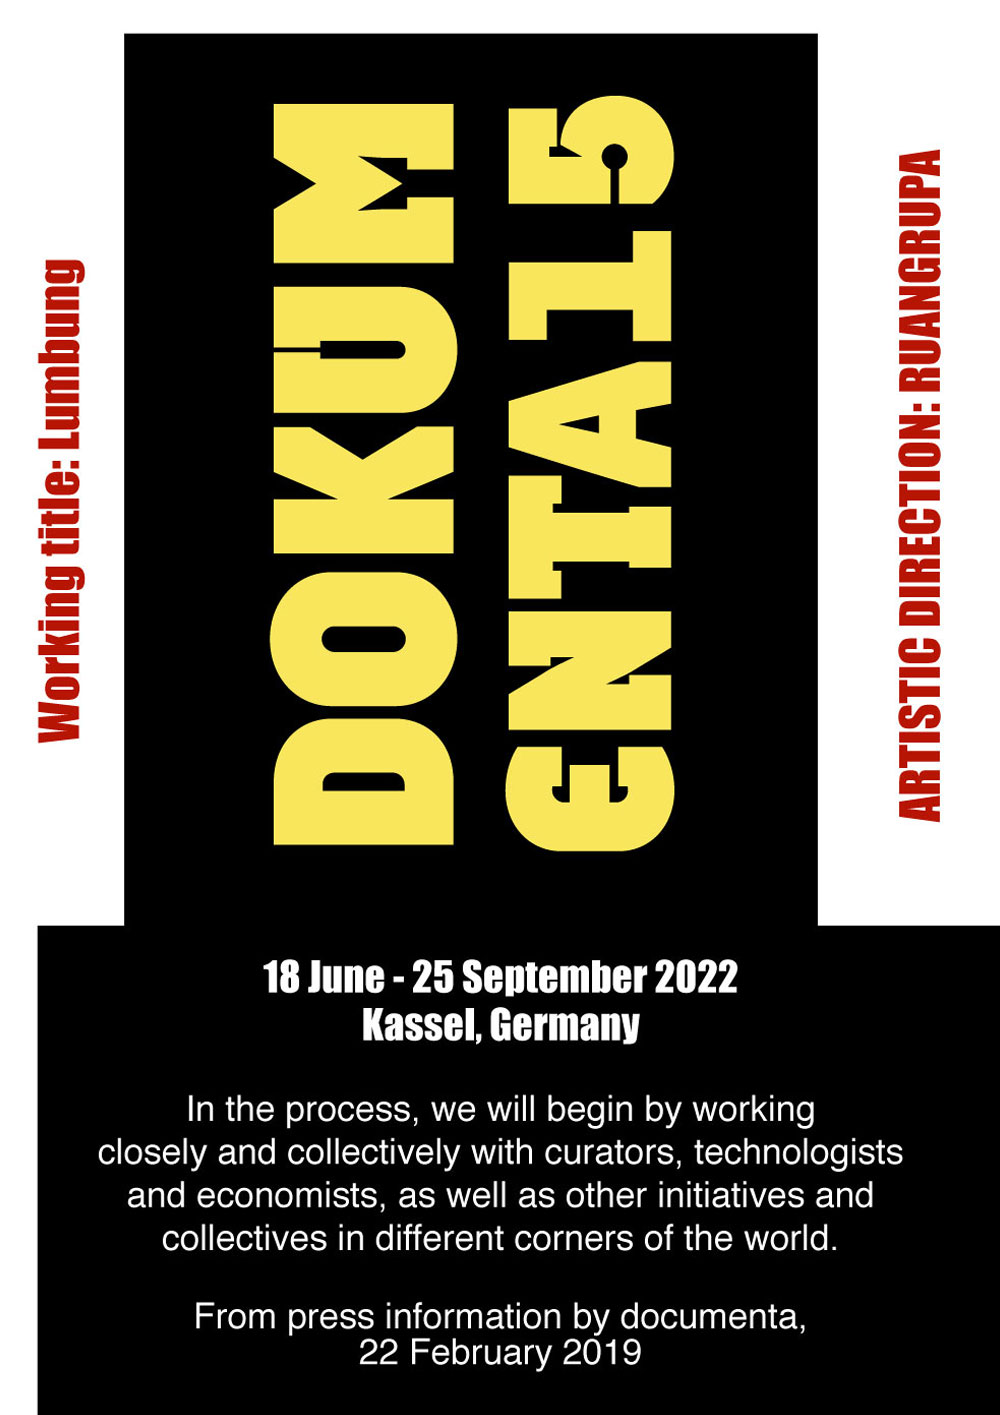 Working title: Lumbung
DOKUM
ENTA15
ARTISTIC DIRECTION: RUANGRUPA
18 June - 25 September 2022
Kassel, Germany
In the process, we will begin by working
closely and collectively with curators, technologists
and economists, as well as other initiatives and
collectives in different corners of the world.
From press information by documenta,
22 February 2019